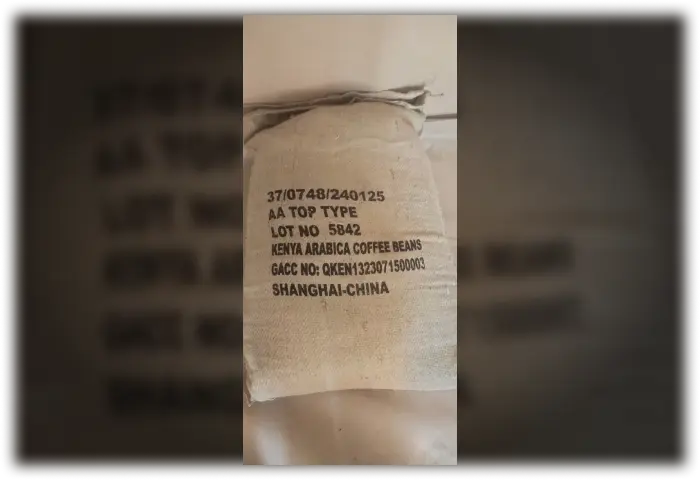 37/0748/240125
AA TOP TYPE
LOT NO 5842
KENYA ARABICA COFFEE BEANS
GACC NO: QKEN1323071500003
SHANGHAI-CHINA